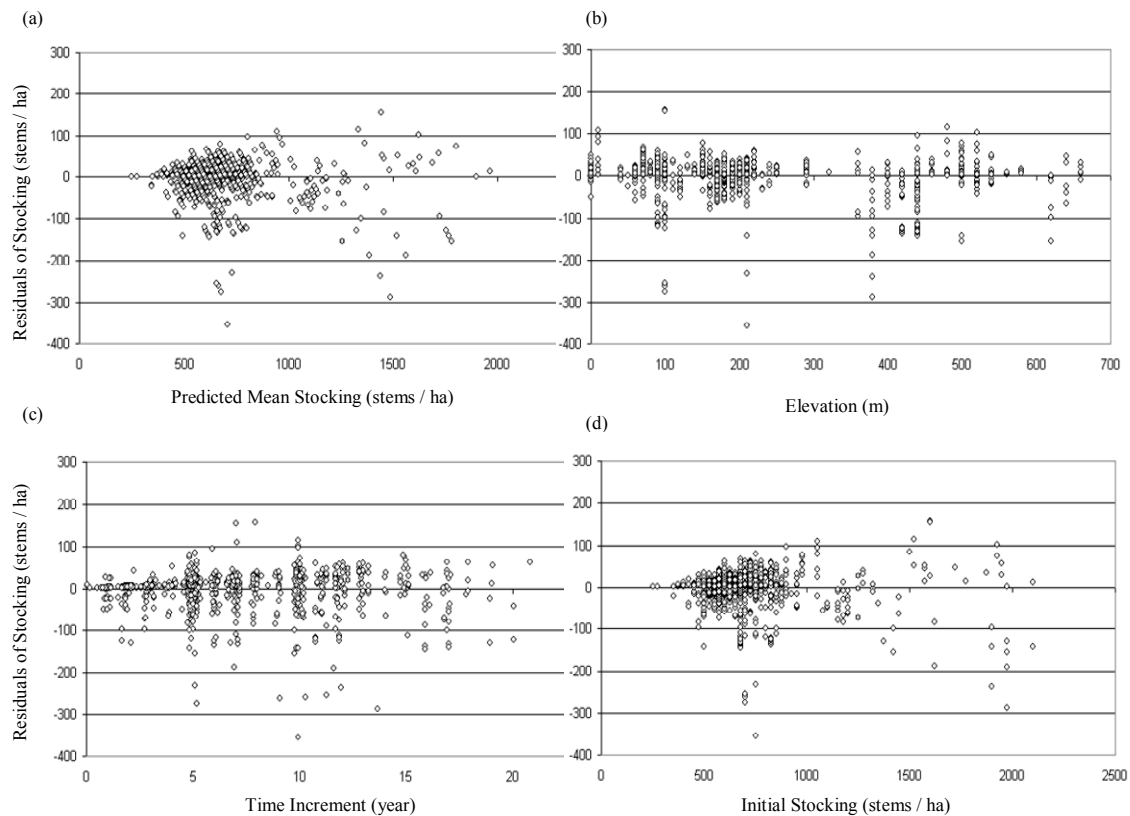 (a)
300
200
100
0
-100
-200
-300
-400
0 500 1000 1500 2000
Residuals of Stocking (stems / ha)
Predicted Mean Stocking (stems / ha)
(b)
300
200
100
0
-100
-200
-300
-400
0 100 200 300 400 500 600 700
Elevation (m)
(c)
300
200
100
0
-100
-200
-300
-400
0 5 10 15 20
Residuals of Stocking (stems / ha)
Time Increment (year)
(d)
300
200
100
0
-100
-200
-300
-400
0 500 1000 1500 2000 2500
Initial Stocking (stems / ha)